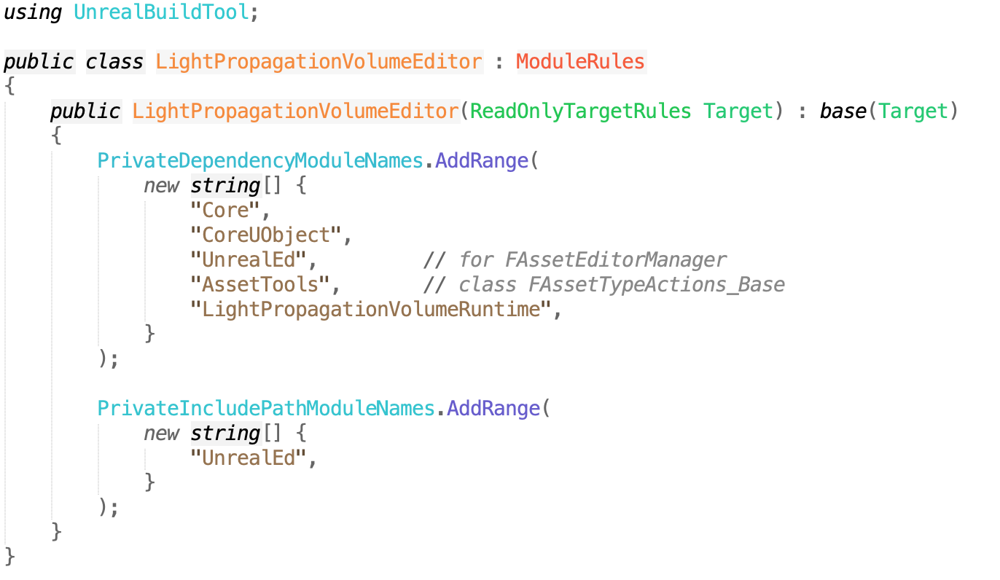 using UnrealBuildTool;
public class LightPropagationVolumeEditor : ModuleRules
{
public LightPropagationVolumeEditor(ReadOnlyTargetRules Target) : base(Target)
{
PrivateDependencyModuleNames.AddRange(
new string[] {
"Core",
"CoreUObject",
"UnrealEd", // for FAssetEditorManager
"AssetTools", // class FAssetTypeActions_Base
"LightPropagationVolumeRuntime",
}
);
PrivateIncludePathModuleNames.AddRange(
new string[] {
"UnrealEd",
}
);
}
}